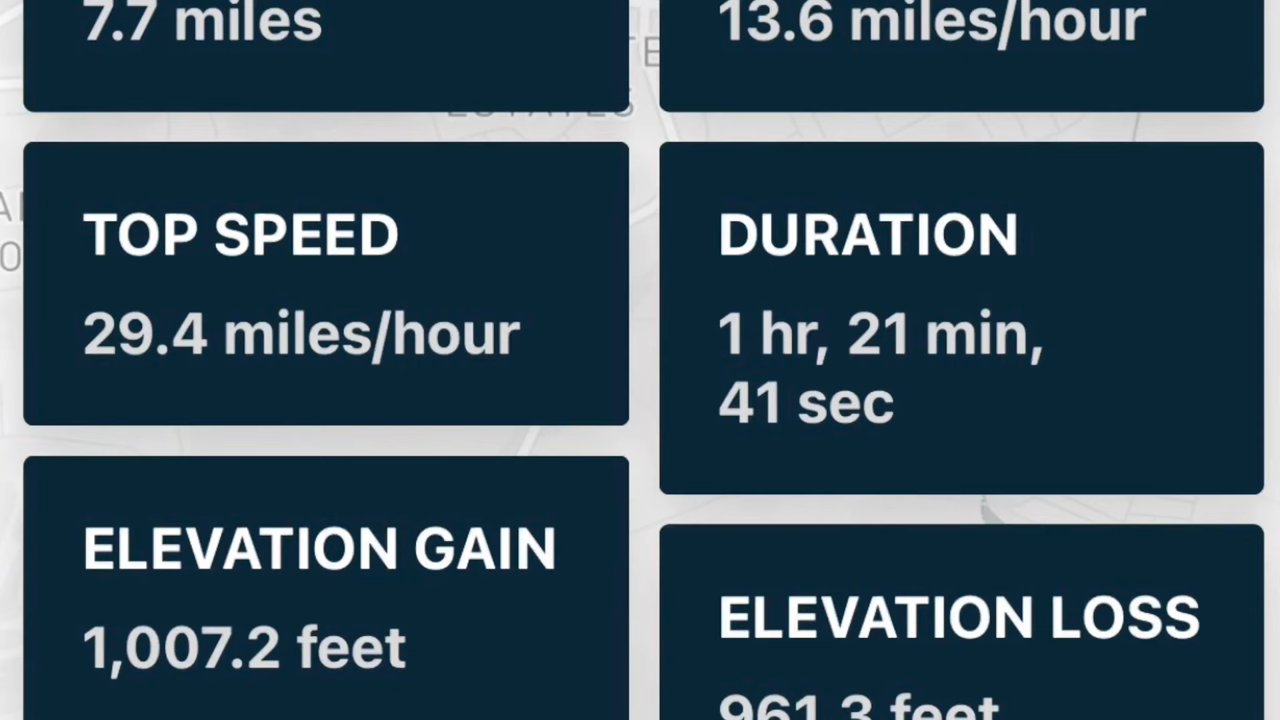 7.7 miles
13.6 miles/hour
ESTATES
TOP SPEED
29.4 miles/hour
DURATION
1 hr, 21 min,
41 sec
ELEVATION GAIN
1,007.2 feet
ELEVATION LOSS
961.3 feet